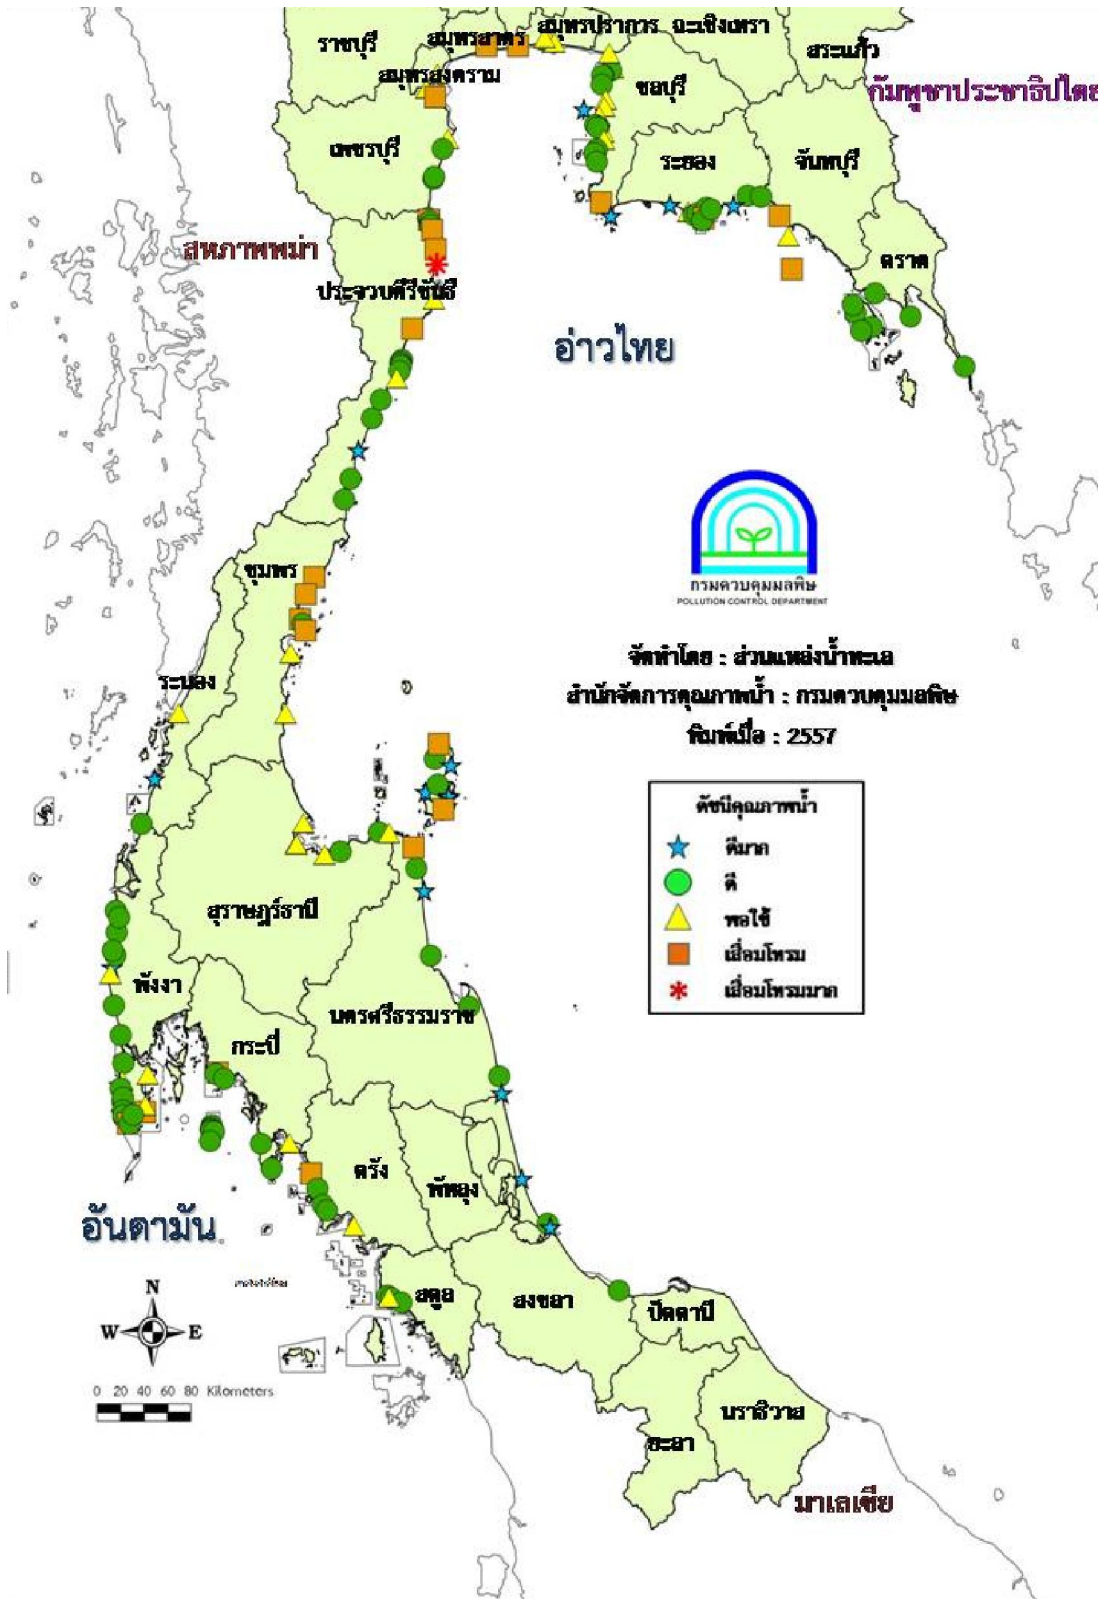 สมุทรปราการ ฉะเชิงเทรา
ราชบุรี
สมุทรสาคร
สระแก้ว
สมุทรสงคราม
ชลบุรี
กัมพูชาประชาธิปไตย
เพชรบุรี
ระยอง
จันทบุรี
สหภาพพม่า
ตราด
ประจวบคีรีขันธ์
อ่าวไทย
ชุมพร
กรมควบคุมมลพิษ
POLLUTION CONTROL DEPARTMENT
จัดทำโดย : ส่วนแหล่งน้ำทะเล
ระนอง
สำนักจัดการคุณภาพน้ำ : กรมควบคุมมลพิษ
พิมพ์เมื่อ : 2557
ดัชนีคุณภาพน้ำ
ดีมาก
ดี
พอใช้
เสื่อมโทรม
เสื่อมโทรมมาก
สุราษฎร์ธานี
พังงา
นครศรีธรรมราช
กระบี่
ตรัง
พัทลุง
อันดามัน
สตูล
สงขลา
ปัตตานี
N
W E
S
0 20 40 60 80 Kilometers
นราธิวาส
ยะลา
มาเลเซีย